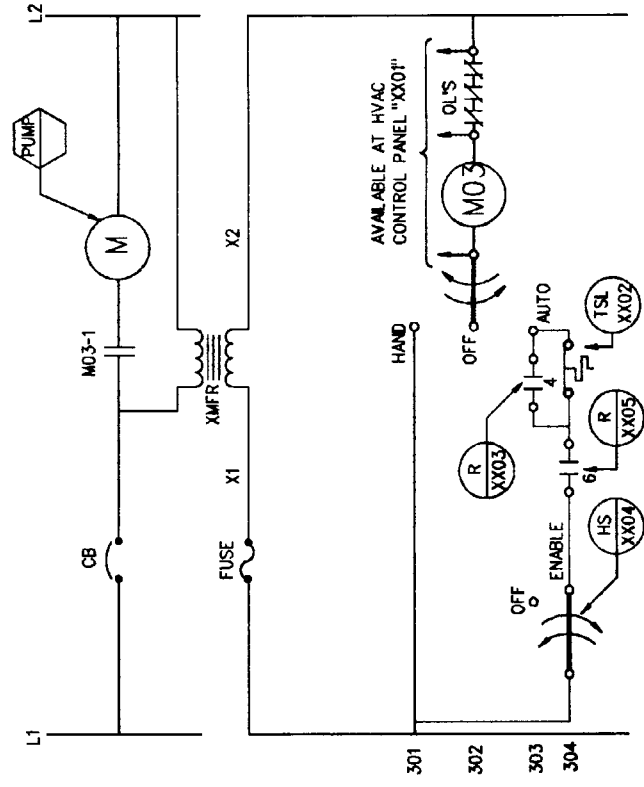 L1
L2
PUMP
M
M03-1
CB
XMFR
X1
X2
FUSE
AVAILABLE AT HVAC
CONTROL PANEL "XX01"
OL'S
M03
HAND
OFF
AUTO
301
302
303
304
R
XX03
4
TSL
XX02
OFF
ENABLE
6
R
XX05
HS
XX04